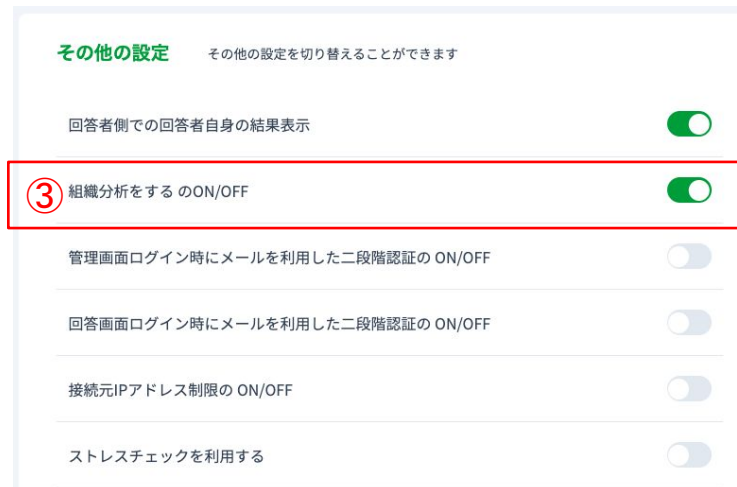 その他の設定 その他の設定を切り替えることができます
回答者側での回答者自身の結果表示
③ 組織分析をする のON/OFF
管理画面ログイン時にメールを利用した二段階認証の ON/OFF
回答画面ログイン時にメールを利用した二段階認証の ON/OFF
接続元IPアドレス制限の ON/OFF
ストレスチェックを利用する